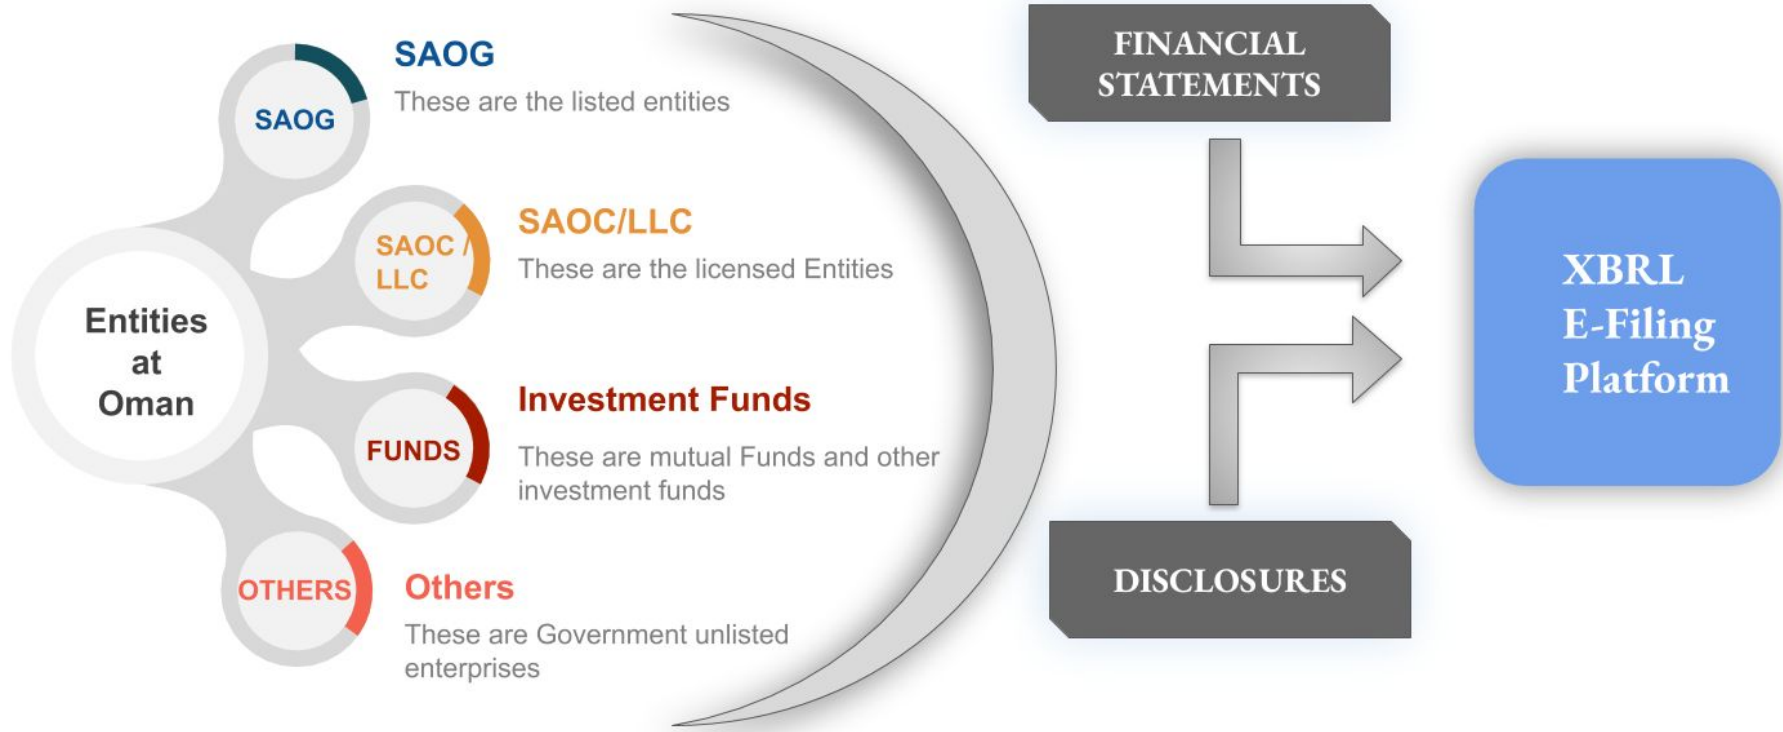 SAOG
SAOG
These are the listed entities
SAOC /
LLC
SAOC/LLC
These are the licensed Entities
Entities
at
Oman
FUNDS
Investment Funds
These are mutual Funds and other
investment funds
OTHERS
Others
These are Government unlisted
enterprises
FINANCIAL
STATEMENTS
DISCLOSURES
XBRL
E-Filing
Platform